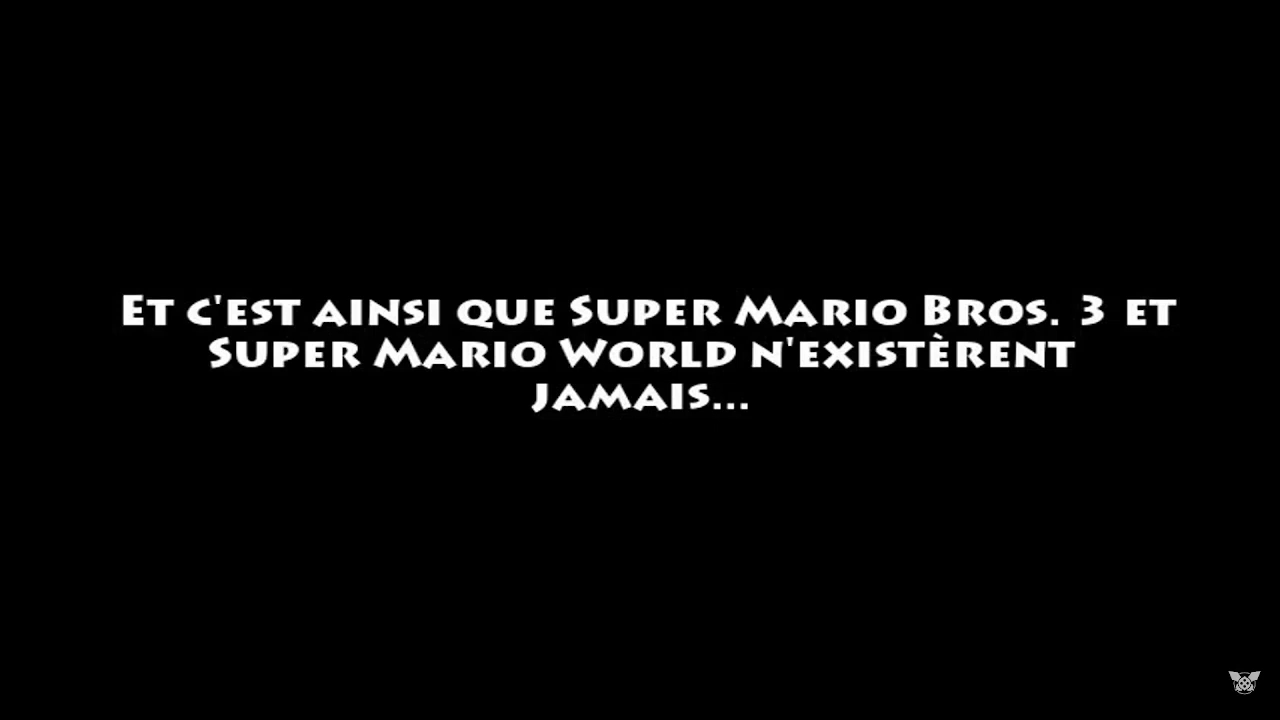 Et c'est ainsi que Super Mario Bros. 3 et
Super Mario World n'existèrent
jamais...